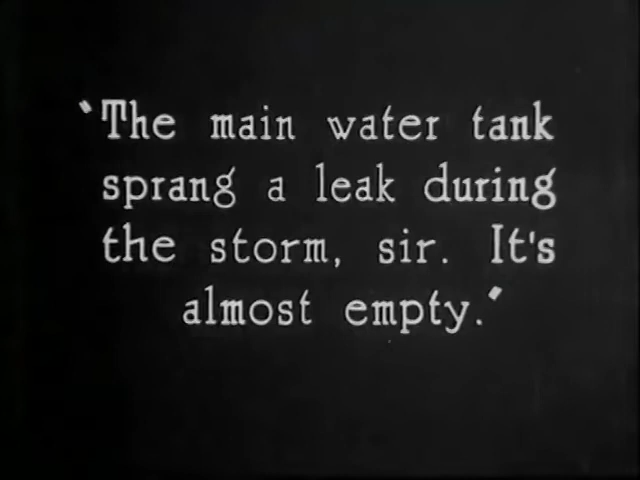 "The main water tank
sprang a leak during
the storm, sir. It's
almost empty."